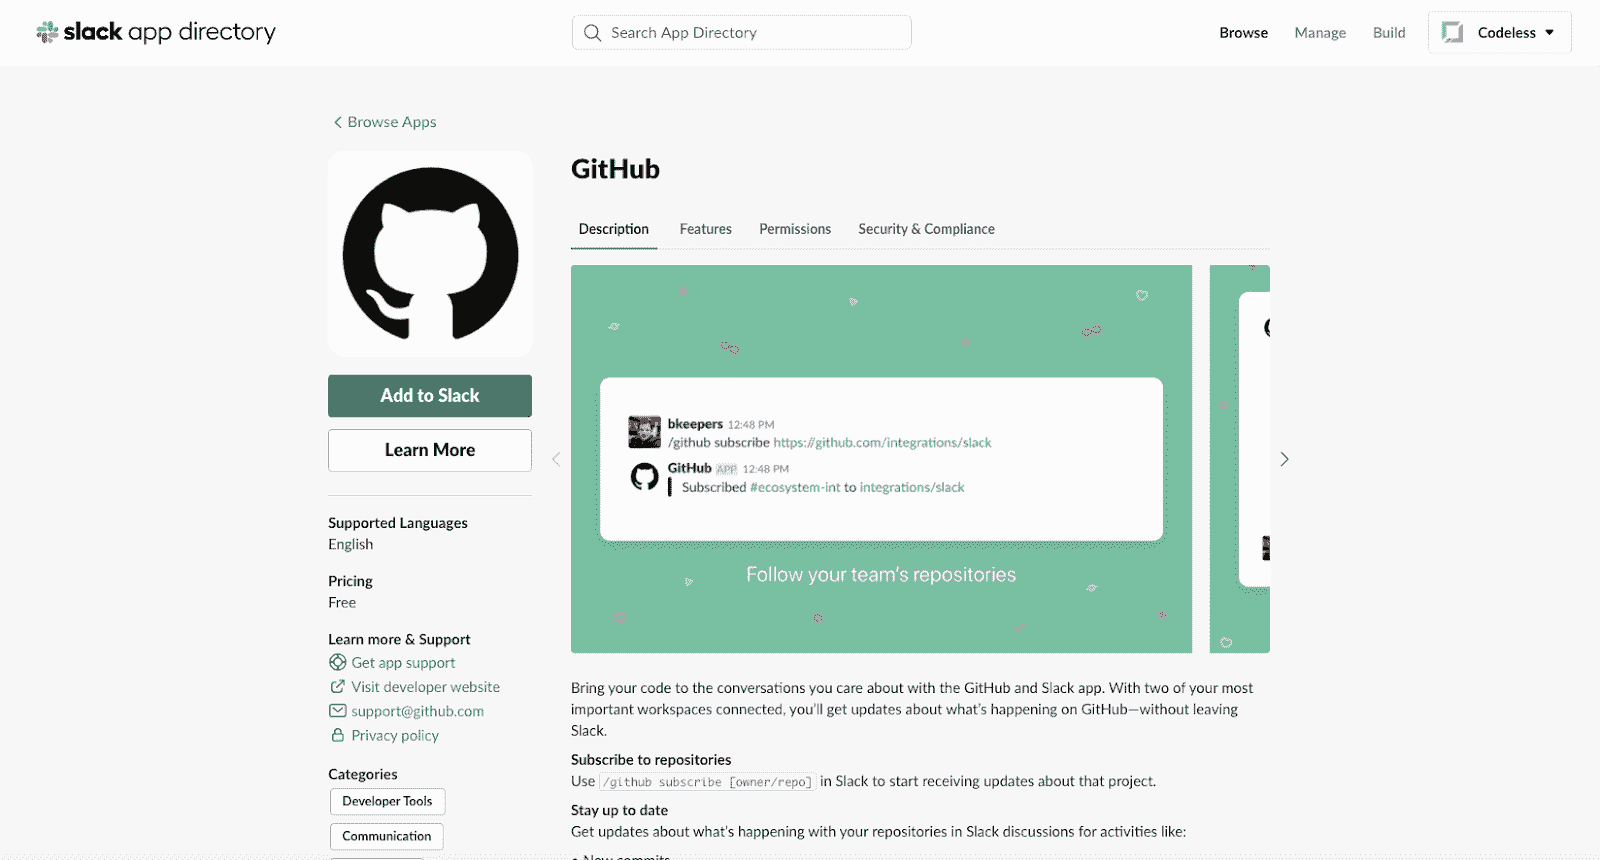 slack app directory
Search App Directory
Browse
Manage
Build
Codeless
Browse Apps
GitHub
Description
Features
Permissions
Security & Compliance
Add to Slack
Learn More
bkeepers 12:48 PM
/github subscribe https://github.com/integrations/slack
GitHub APP 12:48 PM
Subscribed #ecosystem-int to integrations/slack
Follow your team's repositories
Supported Languages
English
Pricing
Free
Learn more & Support
Get app support
Visit developer website
support@github.com
Privacy policy
Categories
Developer Tools
Communication
Bring your code to the conversations you care about with the GitHub and Slack app. With two of your most
important workspaces connected, you'll get updates about what's happening on GitHub—without leaving
Slack.
Subscribe to repositories
Use /github subscribe [owner/repo] in Slack to start receiving updates about that project.
Stay up to date
Get updates about what's happening with your repositories in Slack discussions for activities like:
• New commits